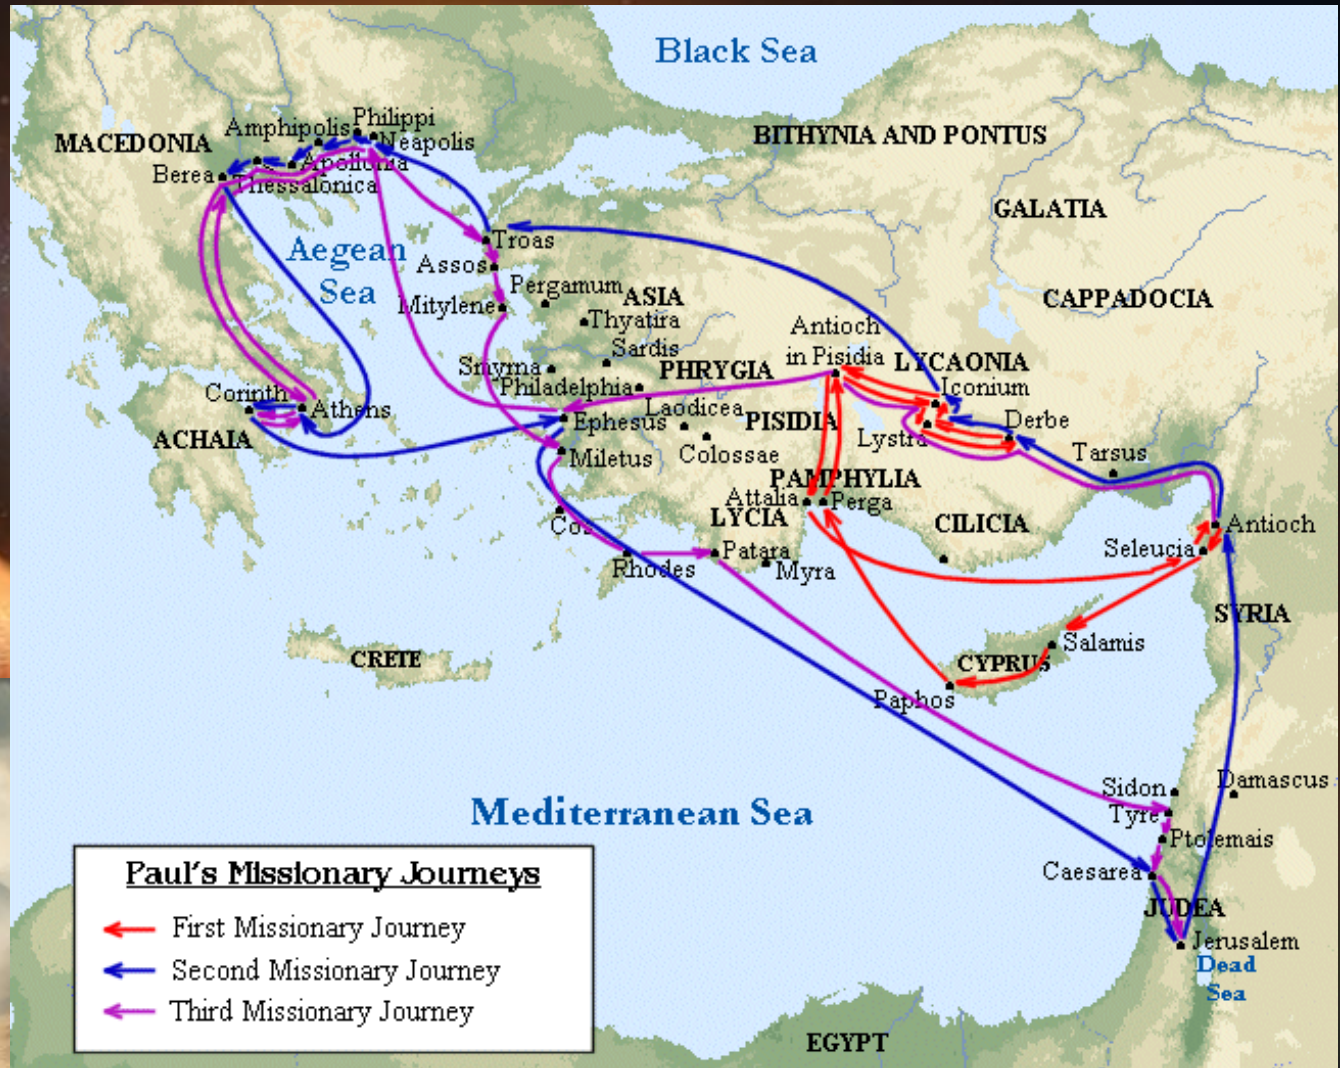 Black Sea
Philippi
Amphipolis
Neapolis
MACEDONIA
BITHYNIA AND PONTUS
Apollonia
Berea
Thessalonica
GALATIA
Aegean
Sea
Troas
Assos
Pergamum
ASIA
CAPPADOCIA
Mitylene
Thyatira
Antioch
in Pisidia
Sardis
LYCAONIA
Smyrna
PHRYGIA
Philadelphia
Iconium
Corinth
Athens
Laodicea
Ephesus
PISIDIA
Derbe
ACHAIA
Lystra
Colossae
Miletus
Tarsus
PAMPHYLIA
Attalia
Perga
LYCIA
Cos
CILICIA
Antioch
Patara
Seleucia
Rhodes
Myra
SYRIA
Salamis
CRETE
CYPRUS
Paphos
Damascus
Sidon
Mediterranean Sea
Tyre
Ptolemais
Caesarea
JUDEA
Jerusalem
Dead
Sea
EGYPT
Paul's Missionary Journeys
First Missionary Journey
Second Missionary Journey
Third Missionary Journey